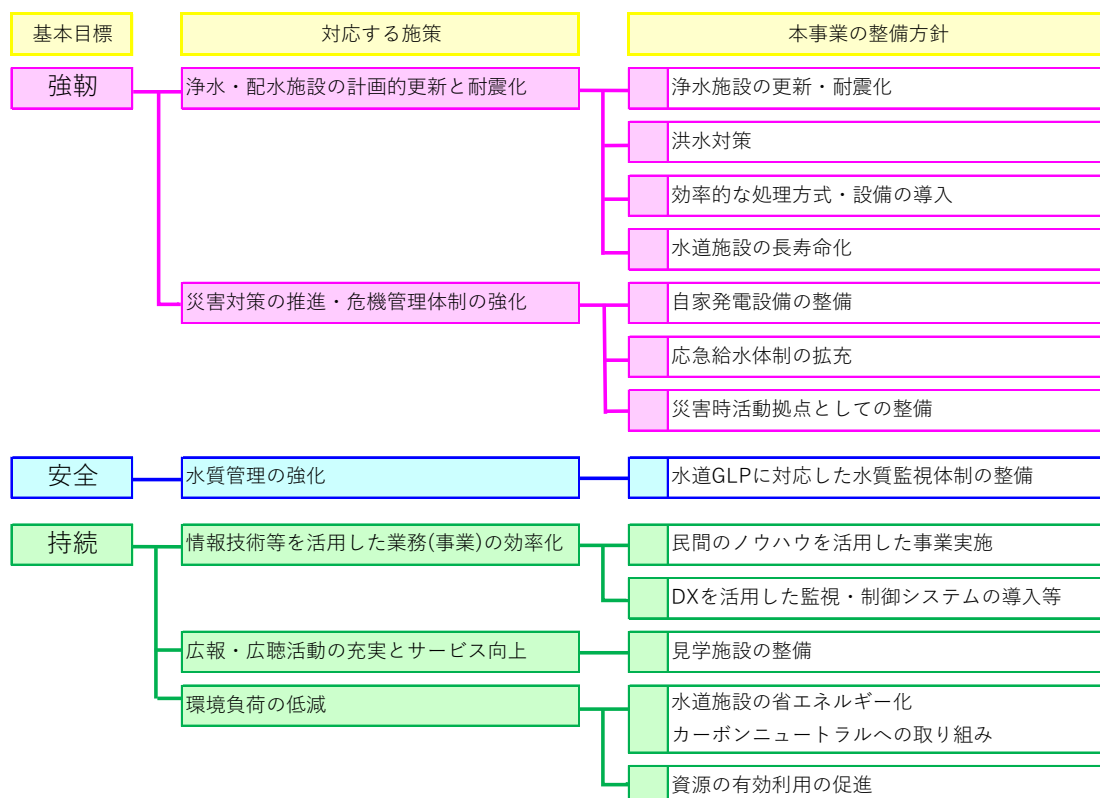 基本目標
対応する施策
本事業の整備方針
強靭
浄水・配水施設の計画的更新と耐震化
浄水施設の更新・耐震化
洪水対策
効率的な処理方式・設備の導入
水道施設の長寿命化
災害対策の推進・危機管理体制の強化
自家発電設備の整備
応急給水体制の拡充
災害時活動拠点としての整備
安全
水質管理の強化
水道GLPに対応した水質監視体制の整備
持続
情報技術等を活用した業務(事業)の効率化
民間のノウハウを活用した事業実施
DXを活用した監視・制御システムの導入等
広報・広聴活動の充実とサービス向上
見学施設の整備
環境負荷の低減
水道施設の省エネルギー化
カーボンニュートラルへの取り組み
資源の有効利用の促進